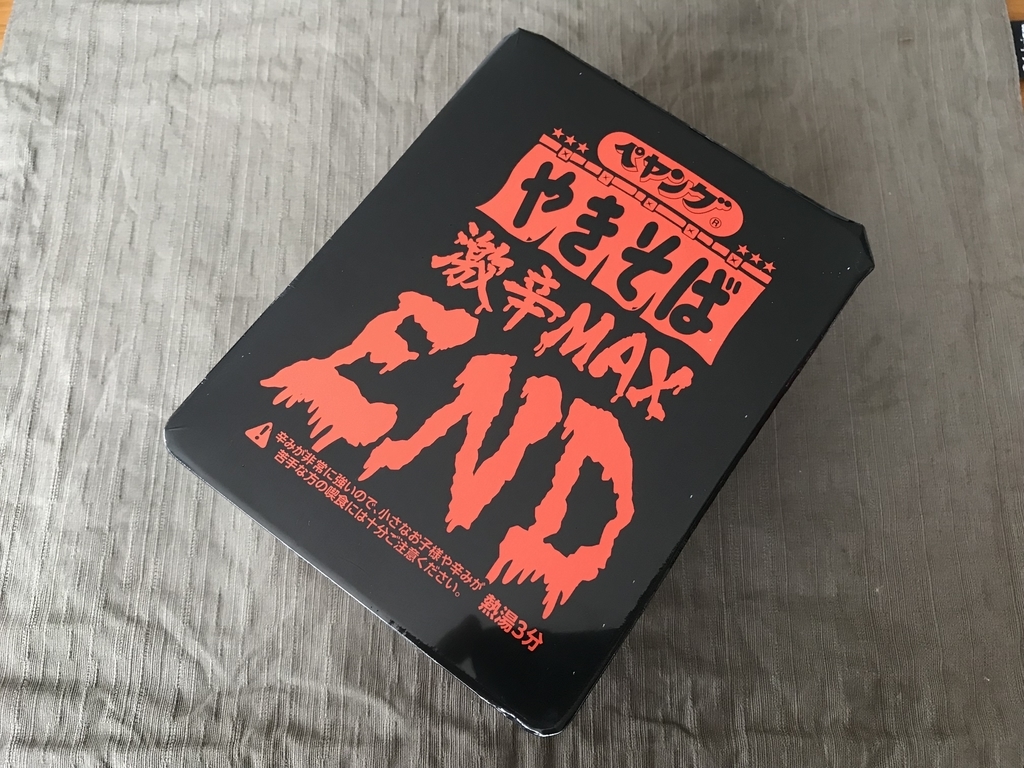 ペヤング®
やきそば
激辛MAX
END
⚠辛みが非常に強いので、小さなお子様や辛みが
苦手な方の喫食には十分ご注意ください。
熱湯3分